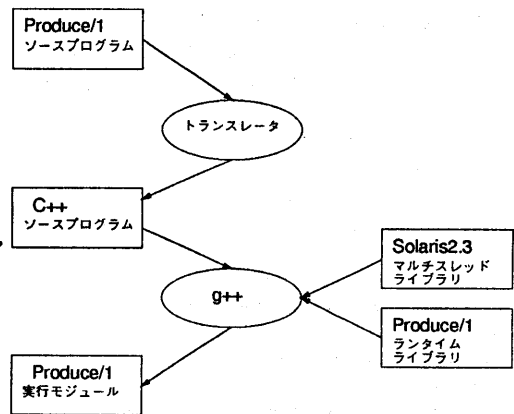 Produce/1
ソースプログラム
トランスレータ
C++
ソースプログラム
Solaris2.3
マルチスレッド
ライブラリ
g++
Produce/1
ランタイム
ライブラリ
Produce/1
実行モジュール